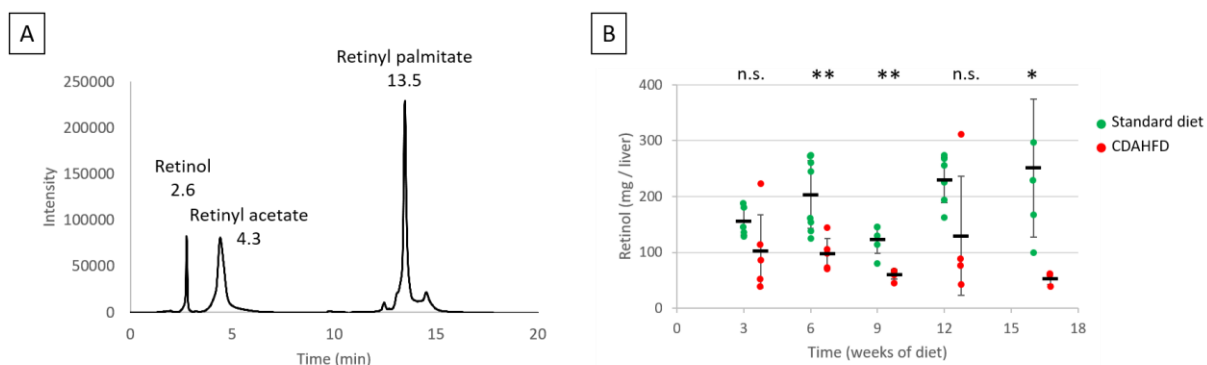 A
Retinyl palmitate
13.5
250000
200000
150000
100000
50000
0
Intensity
Retinol
2.6
Retinyl acetate
4.3
0 5 10 15 20
Time (min)
B
n.s. ** ** n.s. *
400
300
200
100
0
Retinol (mg / liver)
0 3 6 9 12 15 18
Time (weeks of diet)
Standard diet
CDAHFD